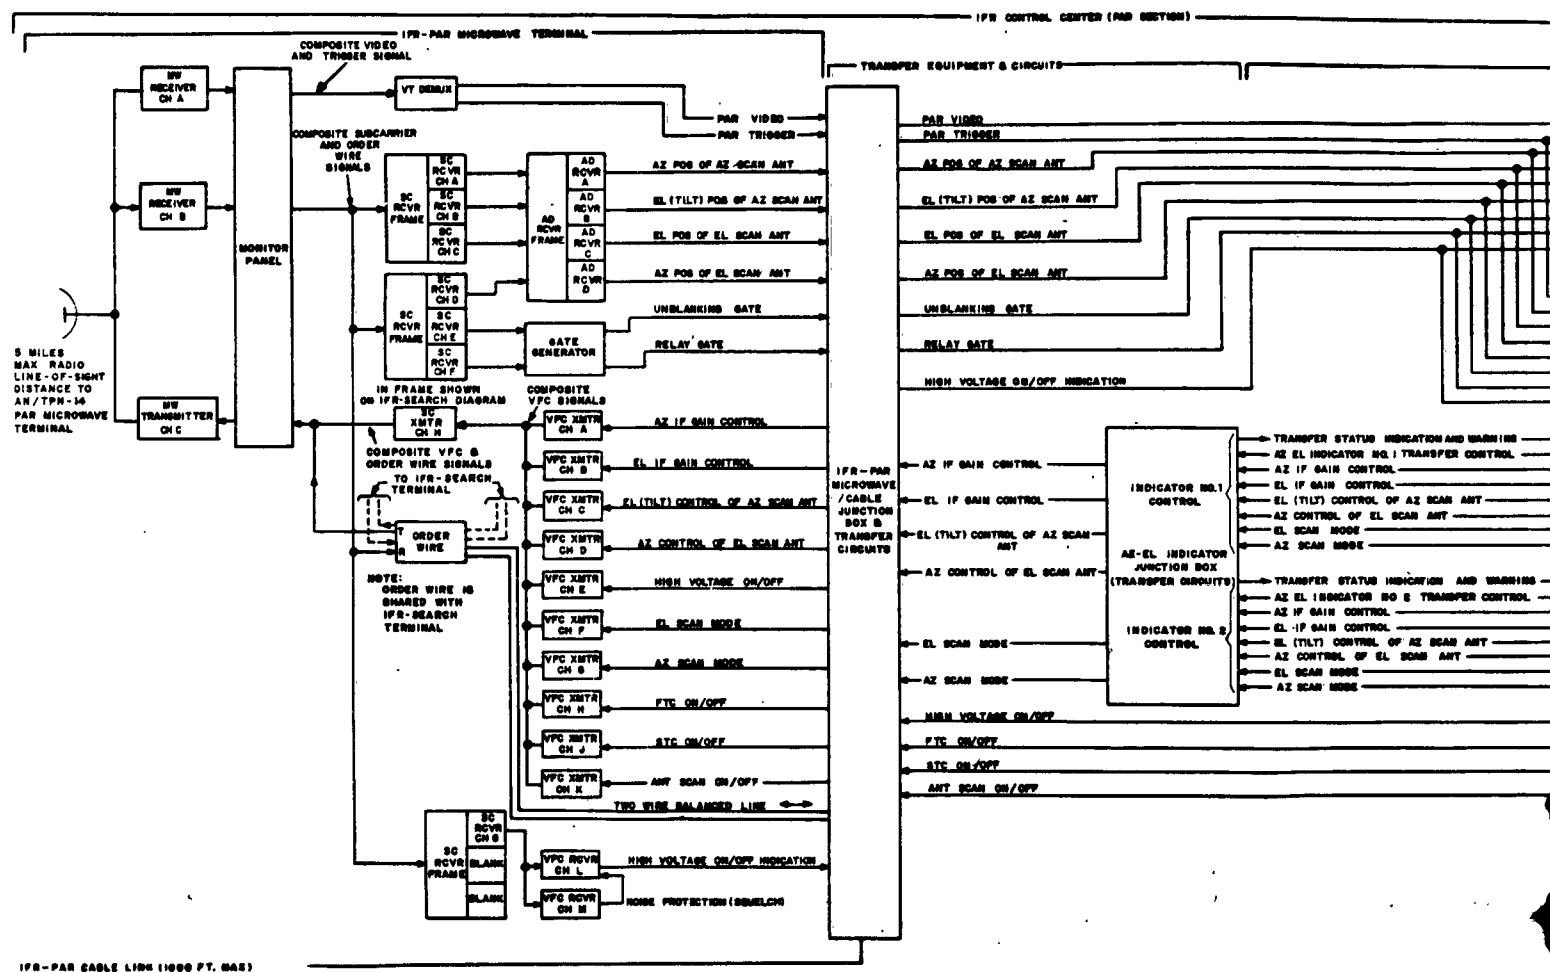 IFR CONTROL CENTER (PAR SECTION)
IFR-PAR MICROWAVE TERMINAL
COMPOSITE VIDEO
AND TRIGGER SIGNAL
TRANSFER EQUIPMENT & CIRCUITS
MW
RECEIVER
CH A
VT DEMUX
PAR VIDEO
PAR TRIGGER
PAR VIDEO
PAR TRIGGER
COMPOSITE SUBCARRIER
AND ORDER
WIRE
SIGNALS
SC
RCVR
FRAME
SC
RCVR
CH A
SC
RCVR
CH B
SC
RCVR
CH C
AD
RCVR
FRAME
AD
RCVR
A
AD
RCVR
B
AD
RCVR
C
AD
RCVR
D
AZ POS OF AZ SCAN ANT
EL (TILT) POS OF AZ SCAN ANT
EL POS OF EL SCAN ANT
AZ POS OF EL SCAN ANT
AZ POS OF AZ SCAN ANT
EL (TILT) POS OF AZ SCAN ANT
EL POS OF EL SCAN ANT
AZ POS OF EL SCAN ANT
MW
RECEIVER
CH B
MONITOR
PANEL
SC
RCVR
FRAME
SC
RCVR
CH D
SC
RCVR
CH E
SC
RCVR
CH F
GATE
GENERATOR
UNBLANKING GATE
RELAY GATE
UNBLANKING GATE
RELAY GATE
HIGH VOLTAGE ON/OFF INDICATION
5 MILES
MAX RADIO
LINE-OF-SIGHT
DISTANCE TO
AN/TPN-14
PAR MICROWAVE
TERMINAL
MW
TRANSMITTER
CH C
IN FRAME SHOWN
ON IFR-SEARCH DIAGRAM
SC
XMTR
CH H
COMPOSITE
VFC SIGNALS
COMPOSITE VFC &
ORDER WIRE SIGNALS
TO IFR-SEARCH
TERMINAL
T
R
ORDER
WIRE
NOTE:
ORDER WIRE IS
SHARED WITH
IFR-SEARCH
TERMINAL
VFC XMTR
CH A
AZ IF GAIN CONTROL
VFC XMTR
CH B
EL IF GAIN CONTROL
VFC XMTR
CH C
EL (TILT) CONTROL OF AZ SCAN ANT
VFC XMTR
CH D
AZ CONTROL OF EL SCAN ANT
VFC XMTR
CH E
HIGH VOLTAGE ON/OFF
VFC XMTR
CH F
EL SCAN MODE
VFC XMTR
CH G
AZ SCAN MODE
VFC XMTR
CH H
FTC ON/OFF
VFC XMTR
CH J
STC ON/OFF
VFC XMTR
CH K
ANT SCAN ON/OFF
TWO WIRE BALANCED LINE
IFR-PAR
MICROWAVE
/CABLE
JUNCTION
BOX &
TRANSFER
CIRCUITS
AZ IF GAIN CONTROL
EL IF GAIN CONTROL
EL (TILT) CONTROL OF AZ SCAN
ANT
AZ CONTROL OF EL SCAN ANT
EL SCAN MODE
AZ SCAN MODE
INDICATOR NO. 1
CONTROL
AZ-EL INDICATOR
JUNCTION BOX
(TRANSFER CIRCUITS)
INDICATOR NO. 2
CONTROL
TRANSFER STATUS INDICATION AND WARNING
AZ EL INDICATOR NO. 1 TRANSFER CONTROL
AZ IF GAIN CONTROL
EL IF GAIN CONTROL
EL (TILT) CONTROL OF AZ SCAN ANT
AZ CONTROL OF EL SCAN ANT
EL SCAN MODE
AZ SCAN MODE
TRANSFER STATUS INDICATION AND WARNING
AZ EL INDICATOR NO 2 TRANSFER CONTROL
AZ IF GAIN CONTROL
EL IF GAIN CONTROL
EL (TILT) CONTROL OF AZ SCAN ANT
AZ CONTROL OF EL SCAN ANT
EL SCAN MODE
AZ SCAN MODE
HIGH VOLTAGE ON/OFF
FTC ON/OFF
STC ON/OFF
ANT SCAN ON/OFF
SC
RCVR
FRAME
SC
RCVR
CH G
BLANK
BLANK
VFC RCVR
CH L
HIGH VOLTAGE ON/OFF INDICATION
VFC RCVR
CH M
NOISE PROTECTION (SQUELCH)
IFR-PAR CABLE LINK (1000 FT. MAX)